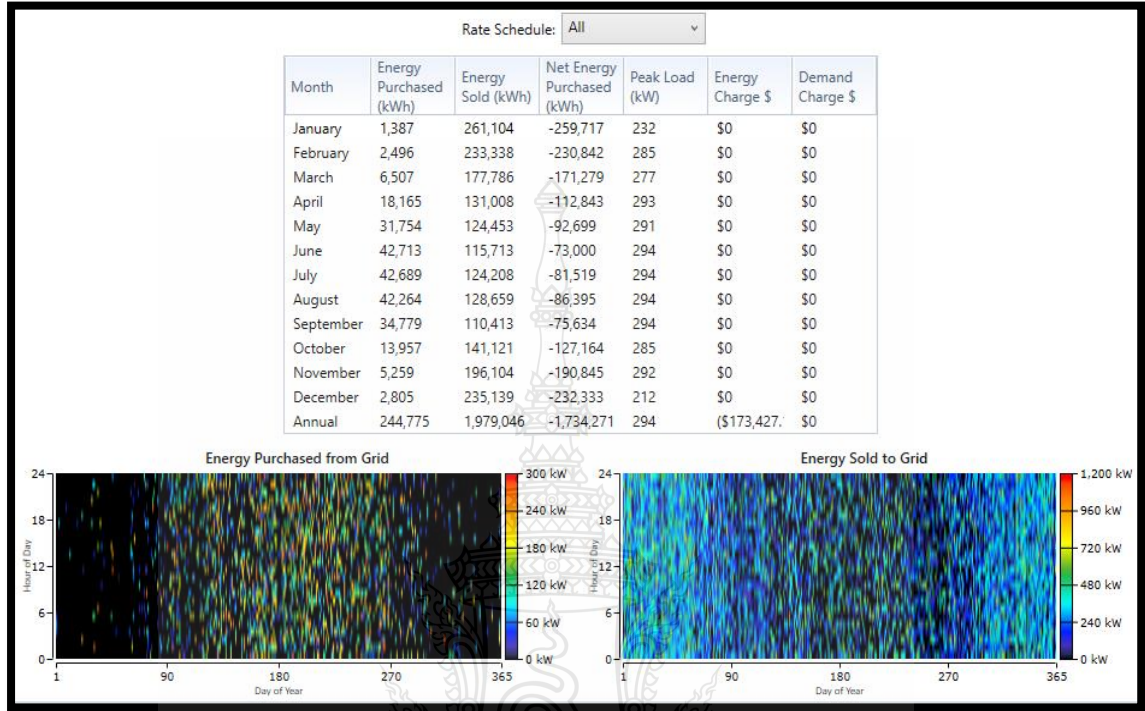 Rate Schedule: All
Month Energy Purchased (kWh) Energy Sold (kWh) Net Energy Purchased (kWh) Peak Load (kW) Energy Charge $ Demand Charge $
January 1,387 261,104 -259,717 232 $0 $0
February 2,496 233,338 -230,842 285 $0 $0
March 6,507 177,786 -171,279 277 $0 $0
April 18,165 131,008 -112,843 293 $0 $0
May 31,754 124,453 -92,699 291 $0 $0
June 42,713 115,713 -73,000 294 $0 $0
July 42,689 124,208 -81,519 294 $0 $0
August 42,264 128,659 -86,395 294 $0 $0
September 34,779 110,413 -75,634 294 $0 $0
October 13,957 141,121 -127,164 285 $0 $0
November 5,259 196,104 -190,845 292 $0 $0
December 2,805 235,139 -232,333 212 $0 $0
Annual 244,775 1,979,046 -1,734,271 294 ($173,427. $0
Energy Purchased from Grid
24
18
12
6
0
Hour of Day
1 90 180 270 365
Day of Year
300 kW
240 kW
180 kW
120 kW
60 kW
0 kW
Energy Sold to Grid
24
18
12
6
0
Hour of Day
1 90 180 270 365
Day of Year
1,200 kW
960 kW
720 kW
480 kW
240 kW
0 kW